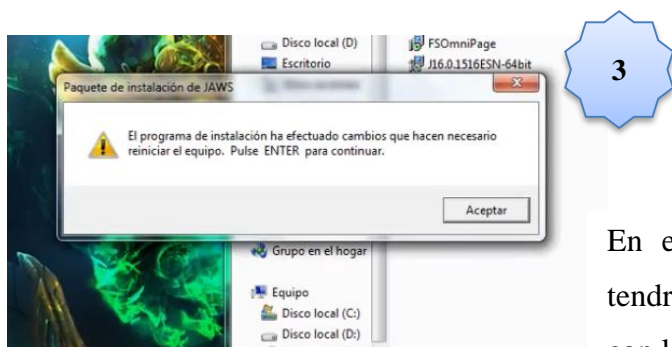 Disco local (D)
FSOmniPage
Escritorio
J16.0.1516ESN-64bit
3
Paquete de instalación de JAWS
El programa de instalación ha efectuado cambios que hacen necesario
reiniciar el equipo. Pulse ENTER para continuar.
Aceptar
Grupo en el hogar
En e
tendr
Equipo
Disco local (C:)
Disco local (D:)